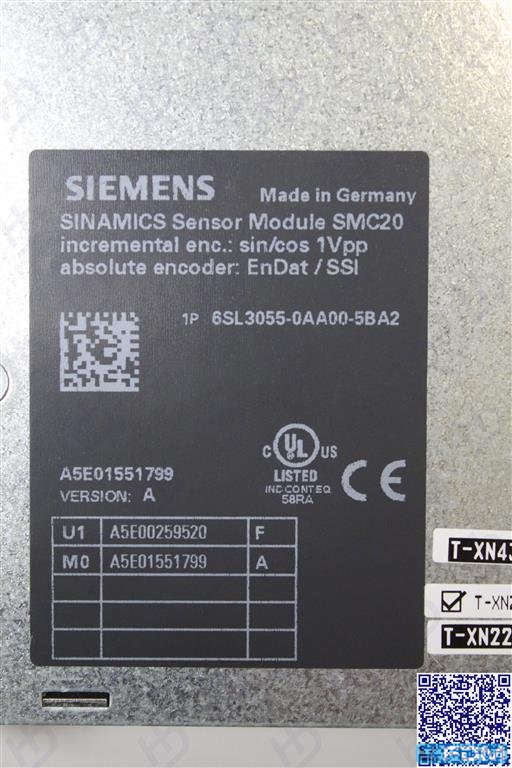 SIEMENS Made in Germany
SINAMICS Sensor Module SMC20
incremental enc.: sin/cos 1Vpp
absolute encoder: EnDat / SSI
1P 6SL3055-0AA00-5BA2
C UL US
LISTED
IND CONT EQ
58RA
CE
A5E01551799
VERSION: A
U1 A5E00259520 F
M0 A5E01551799 A
T-XN43
T-XN2
T-XN22